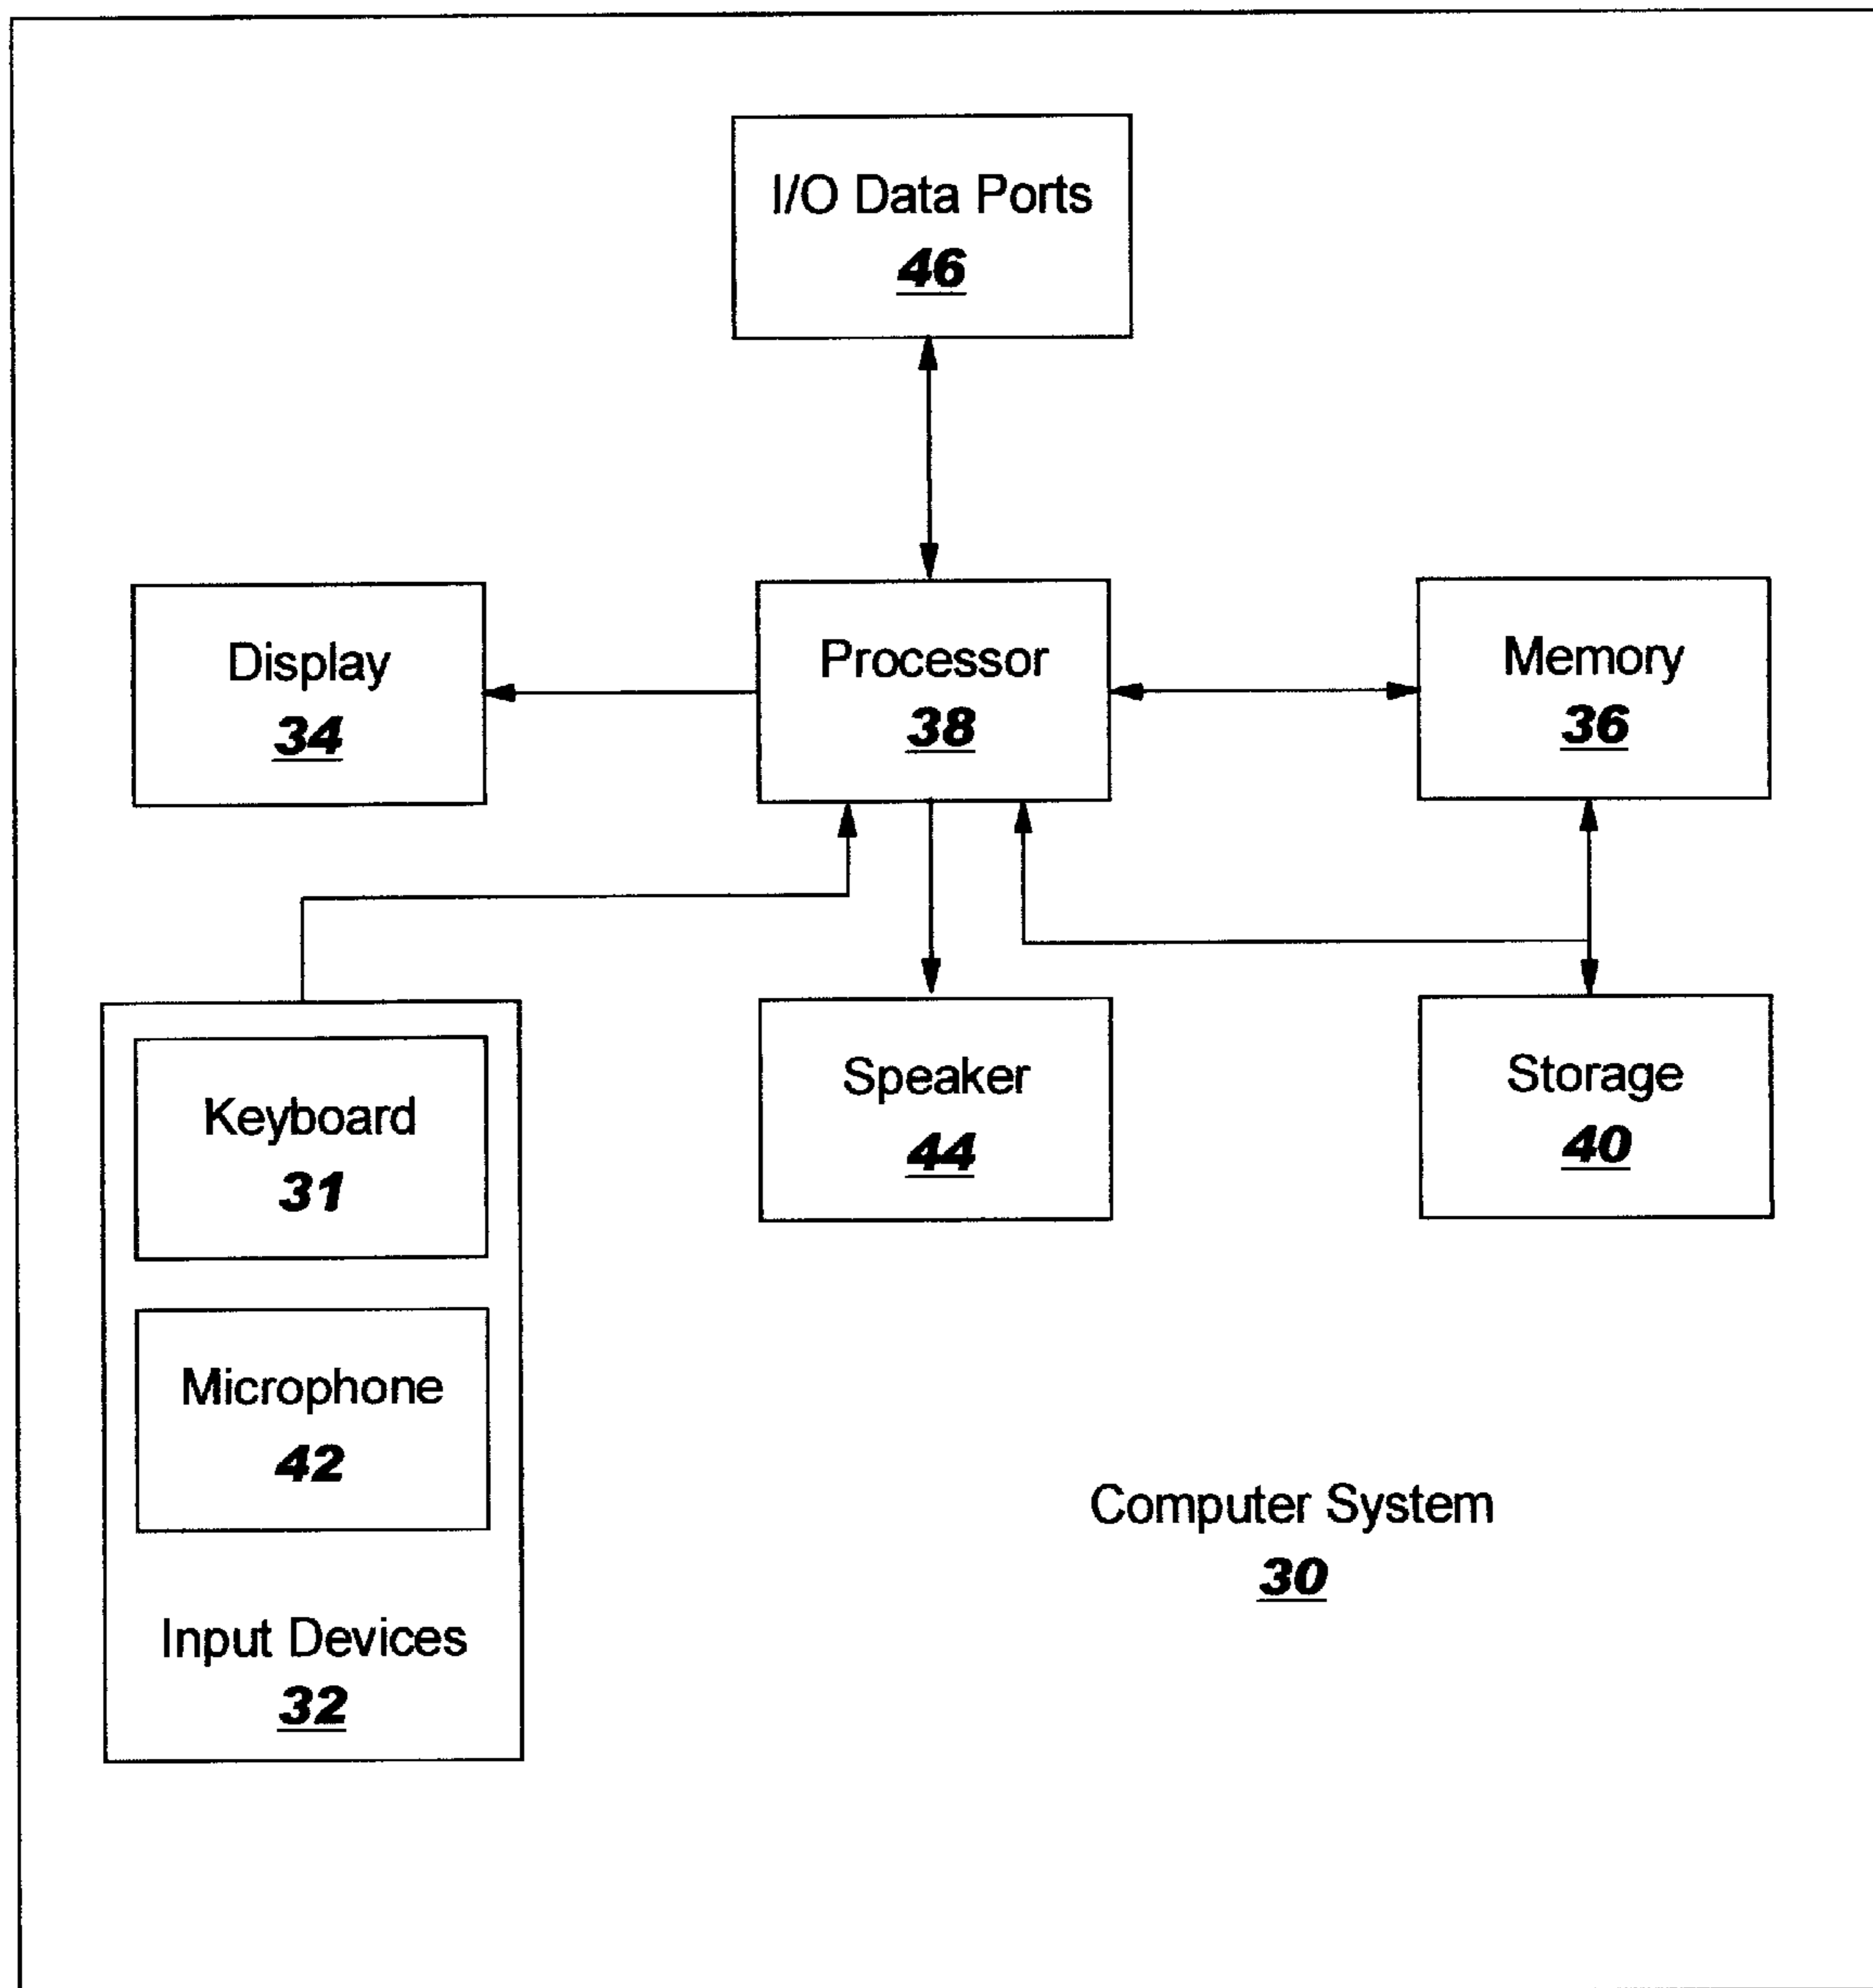 I/O Data Ports
46
Display
34
Processor
38
Memory
36
Keyboard
31
Speaker
44
Storage
40
Microphone
42
Computer System
30
Input Devices
32